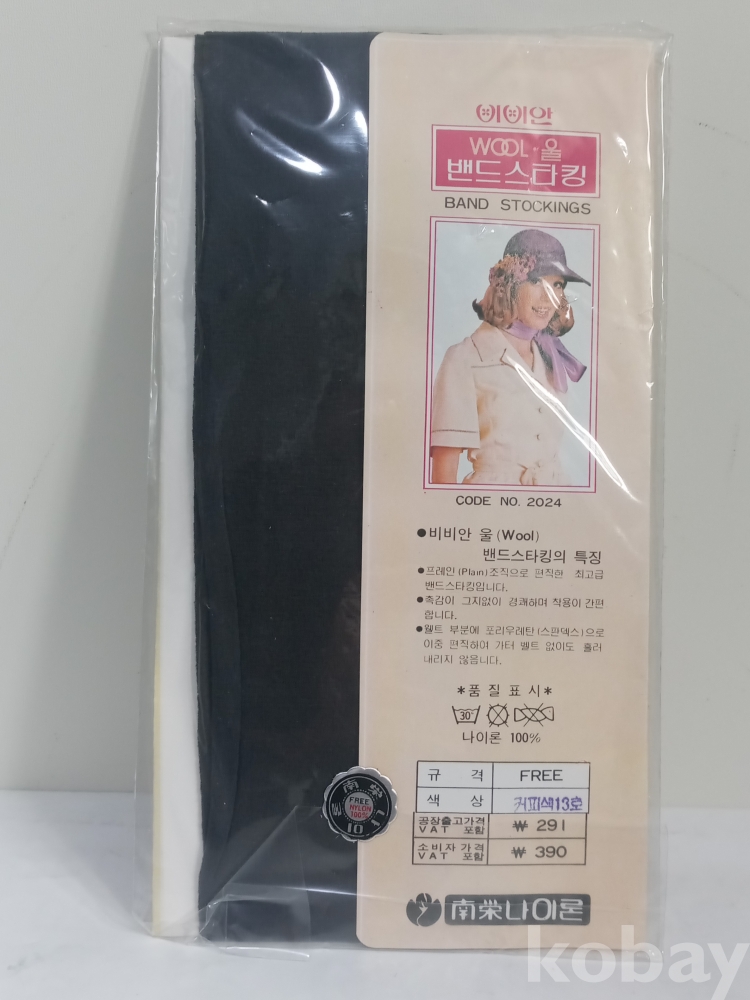 비비안
WOOL·울
밴드스타킹
BAND STOCKINGS
CODE NO. 2024
●비비안 울(Wool)
밴드스타킹의 특징
●프레인(Plain)조직으로 편직한 최고급
밴드스타킹입니다.
●촉감이 그지없이 경쾌하며 착용이 간편
합니다.
●웰트 부분에 포리우레탄(스판덱스)으로
이중 편직하여 가터 벨트 없이도 흘러
내리지 않읍니다.
*품 질 표 시*
30°
나이론 100%
규 격 FREE
색 상 커피색13호
공장출고가격
VAT 포함 ₩ 291
소비자가격
VAT 포함 ₩ 390
南榮나이론
FREE
NYLON
100%
10
kobay